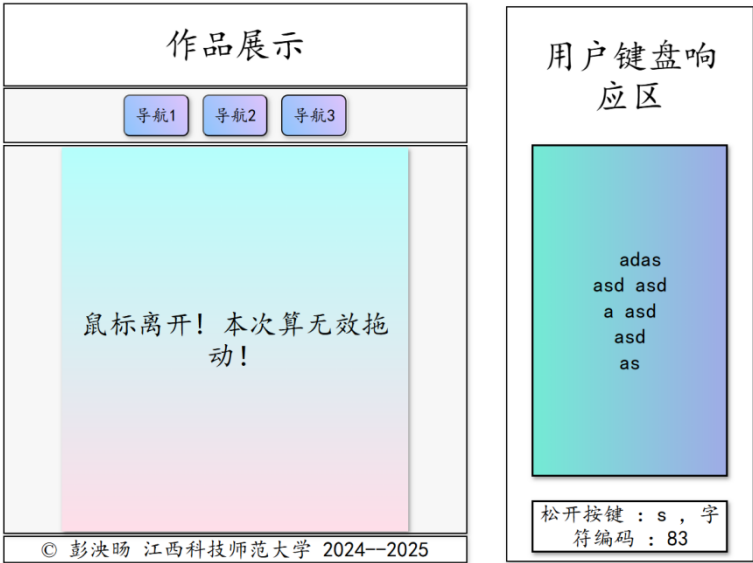 作品展示
导航1 导航2 导航3
鼠标离开！本次算无效拖
动！
© 彭泱旸 江西科技师范大学 2024--2025
用户键盘响
应区
adas
asd asd
a asd
asd
as
松开按键 : s , 字
符编码 : 83